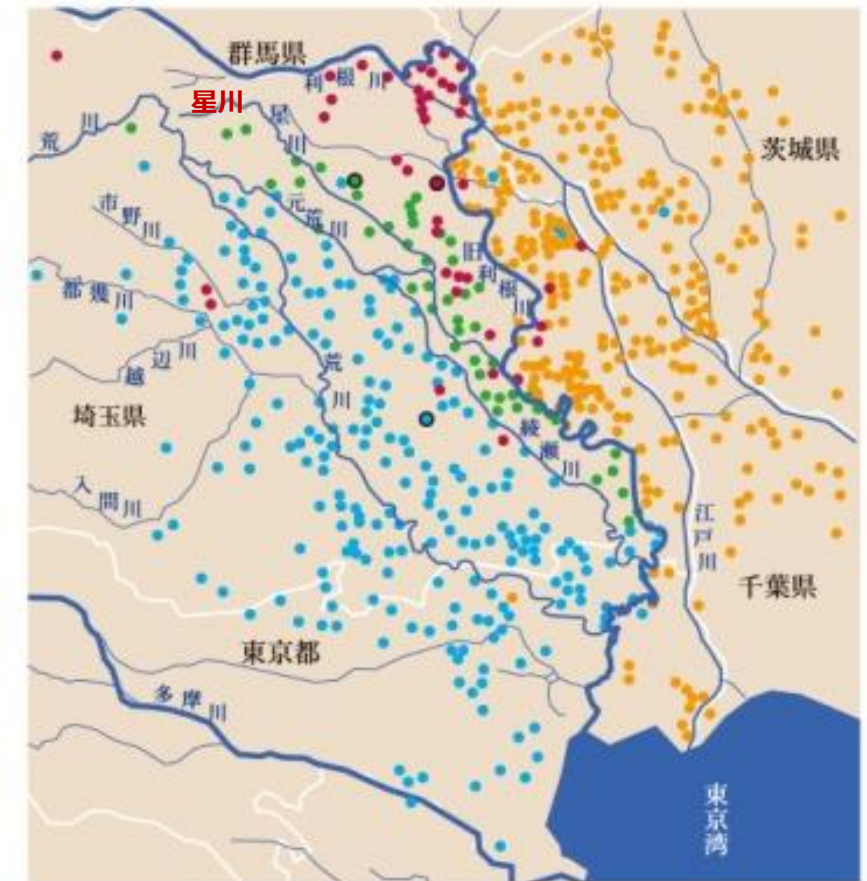 群馬県
利根川
星川
星川
荒川
茨城県
市野川
元荒川
旧利根川
都幾川
越辺川
荒川
埼玉県
綾瀬川
入間川
江戸川
千葉県
東京都
多摩川
東京湾